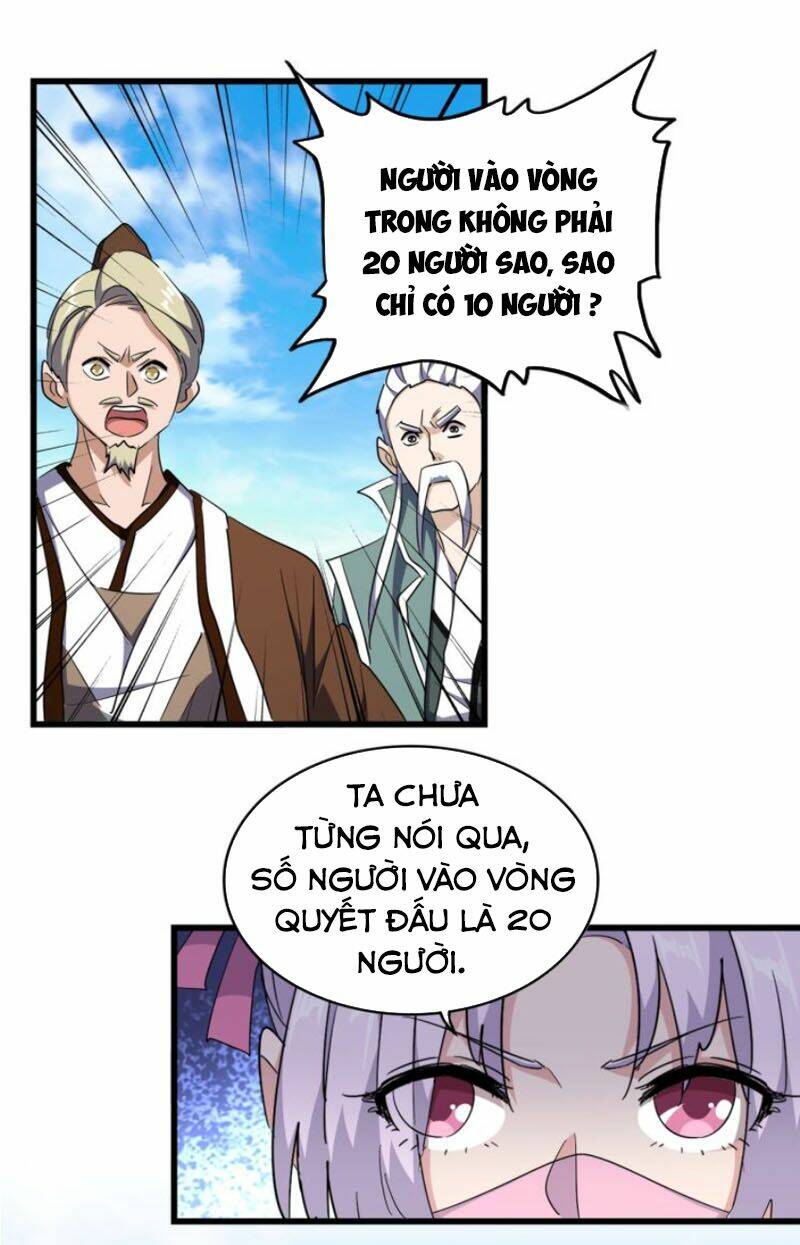 NGƯỜI VÀO VÒNG
TRONG KHÔNG PHẢI
20 NGƯỜI SAO, SAO
CHỈ CÓ 10 NGƯỜI ?
TA CHƯA
TỪNG NÓI QUA,
SỐ NGƯỜI VÀO VÒNG
QUYẾT ĐẤU LÀ 20
NGƯỜI.